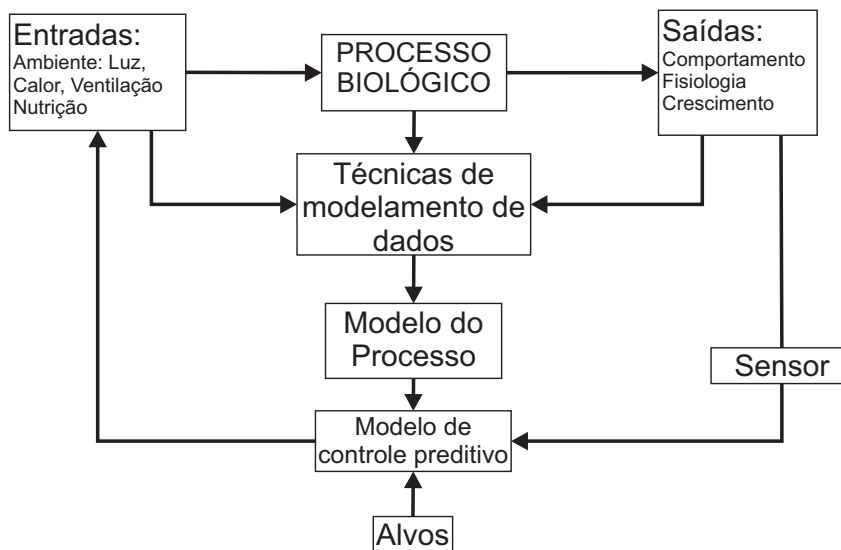 Entradas:
Ambiente: Luz,
Calor, Ventilação
Nutrição
PROCESSO
BIOLÓGICO
Saídas:
Comportamento
Fisiologia
Crescimento
Técnicas de
modelamento de
dados
Modelo do
Processo
Sensor
Modelo de
controle preditivo
Alvos